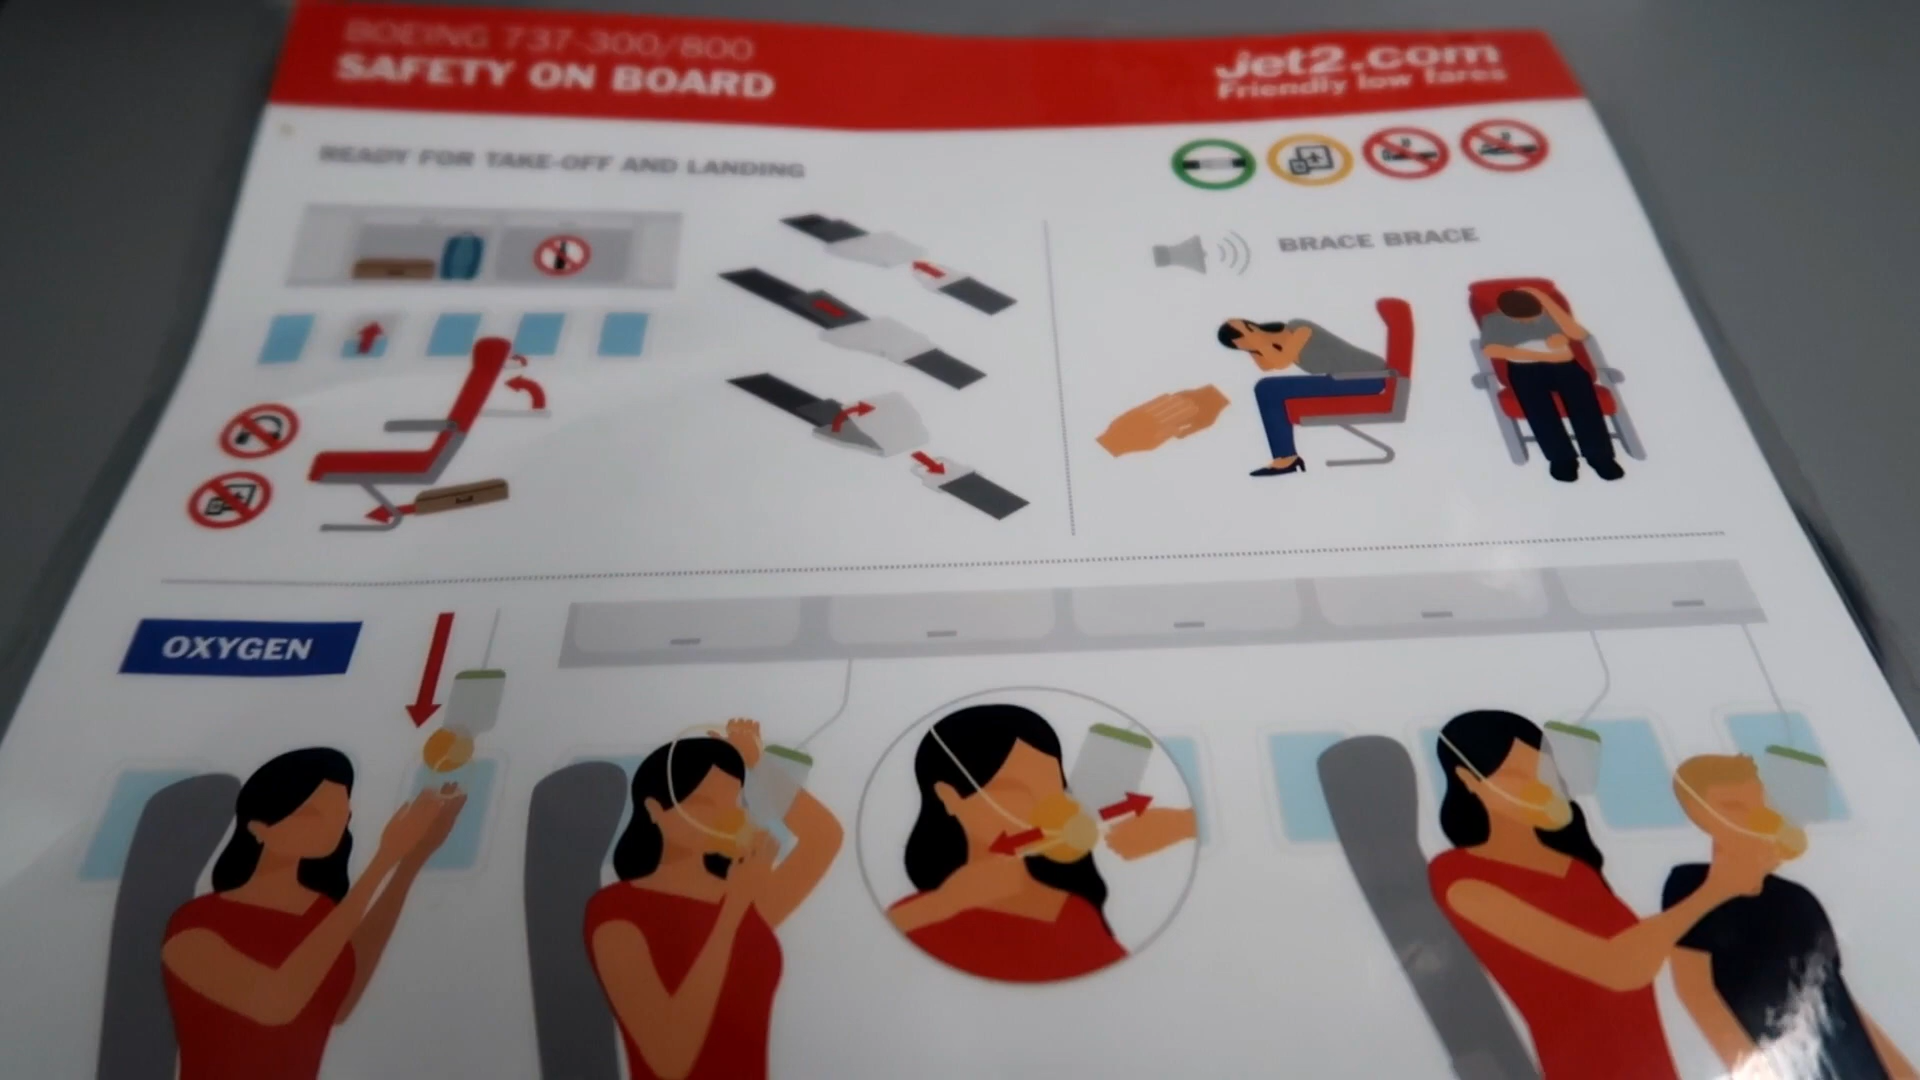 BOEING 737-300/800
SAFETY ON BOARD
Jet2.com
Friendly low fares
READY FOR TAKE-OFF AND LANDING
BRACE BRACE
OXYGEN